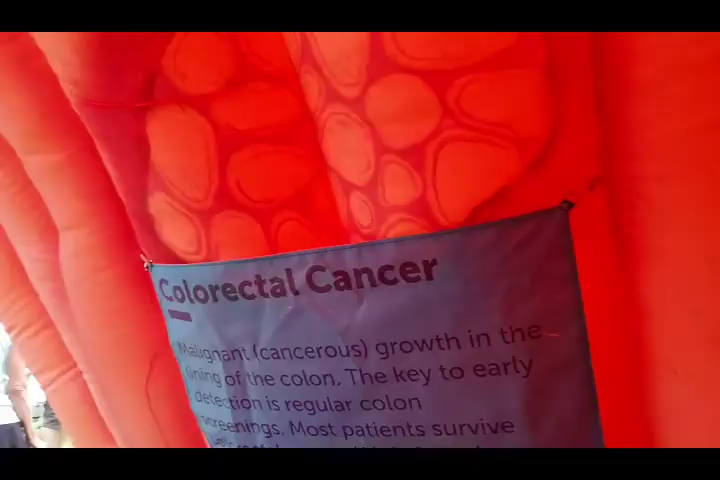 Colorectal Cancer
Malignant (cancerous) growth in the
lining of the colon. The key to early
detection is regular colon
screenings. Most patients survive